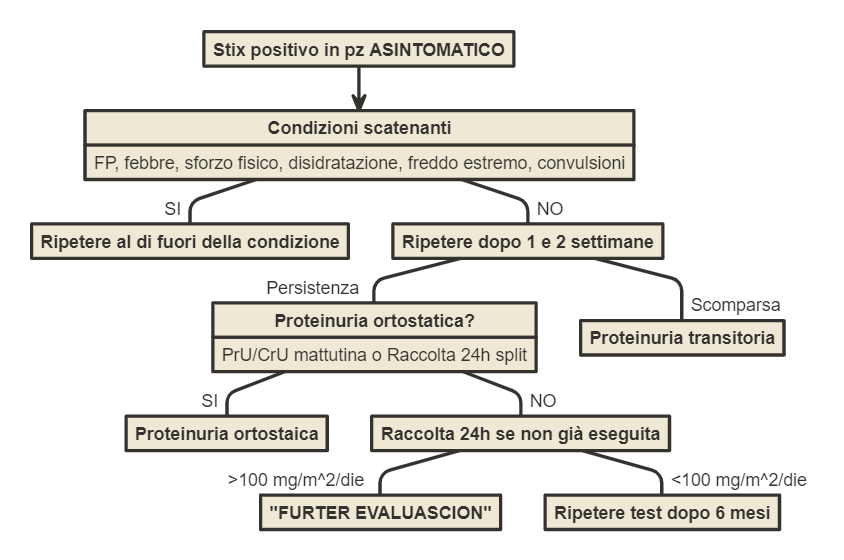 Stix positivo in pz ASINTOMATICO
Condizioni scatenanti
FP, febbre, sforzo fisico, disidratazione, freddo estremo, convulsioni
SI
NO
Ripetere al di fuori della condizione
Ripetere dopo 1 e 2 settimane
Persistenza
Scomparsa
Proteinuria ortostatica?
PrU/CrU mattutina o Raccolta 24h split
Proteinuria transitoria
SI
NO
Proteinuria ortostaica
Raccolta 24h se non già eseguita
>100 mg/m^2/die
<100 mg/m^2/die
"FURTER EVALUASCION"
Ripetere test dopo 6 mesi